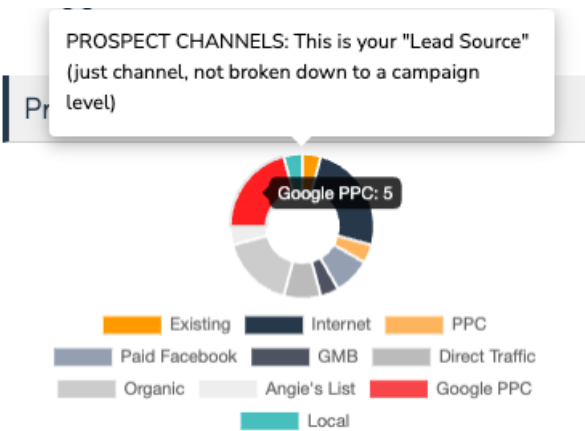 PROSPECT CHANNELS: This is your "Lead Source"
(just channel, not broken down to a campaign
level)
Google PPC: 5
Existing Internet PPC
Paid Facebook GMB Direct Traffic
Organic Angie's List Google PPC
Local